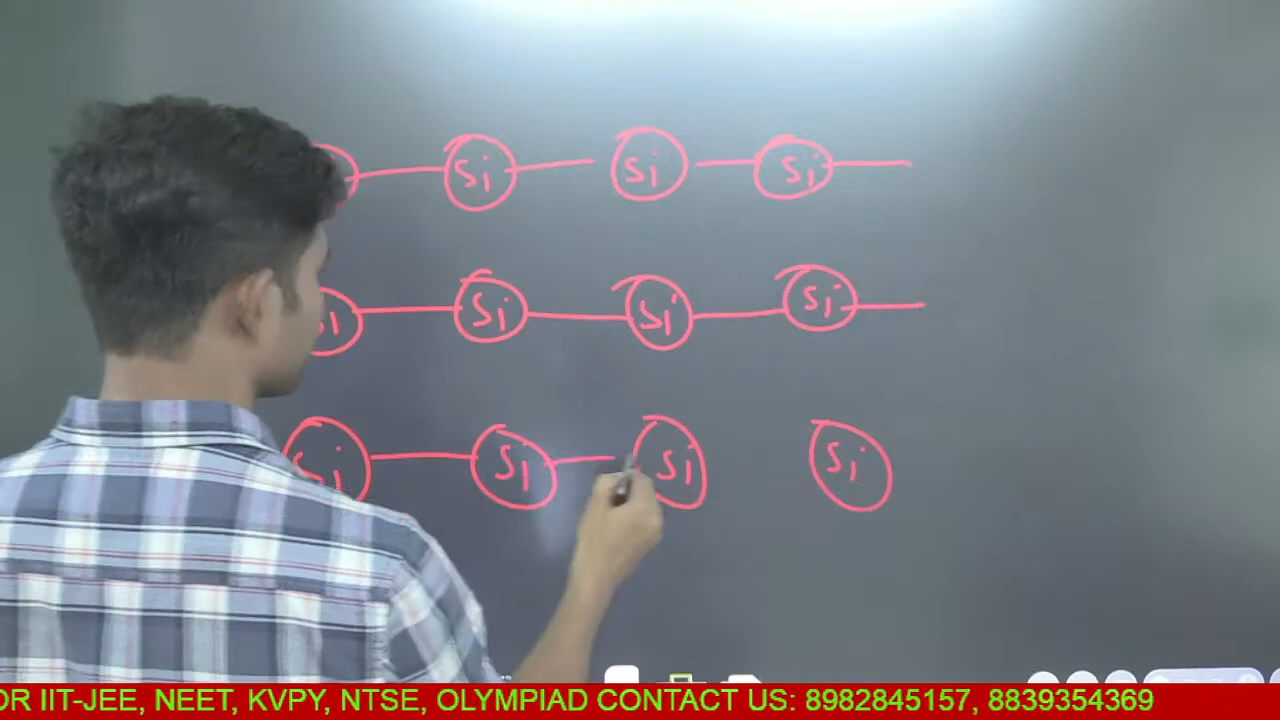 Si Si Si
Si Si Si Si
Si Si Si Si
OR IIT-JEE, NEET, KVPY, NTSE, OLYMPIAD CONTACT US: 8982845157, 8839354369